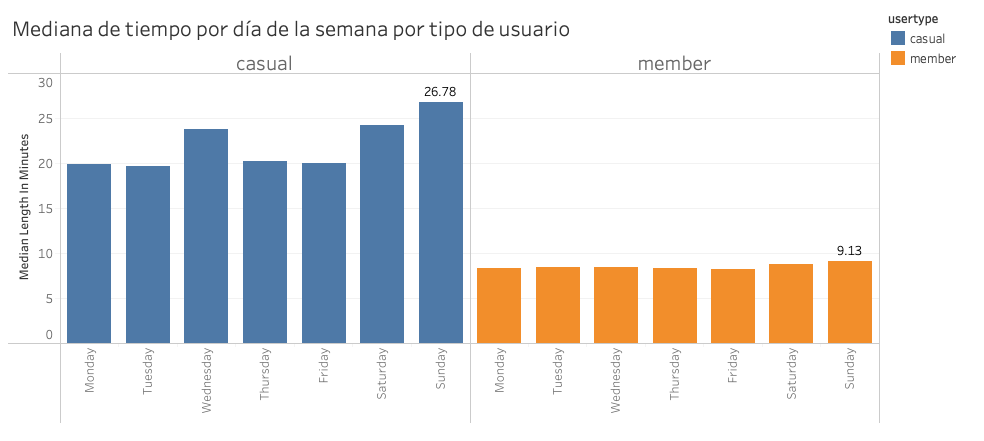 Mediana de tiempo por día de la semana por tipo de usuario
usertype
casual
member
casual
member
Median Length In Minutes
30
25
20
15
10
5
0
26.78
9.13
Monday
Tuesday
Wednesday
Thursday
Friday
Saturday
Sunday
Monday
Tuesday
Wednesday
Thursday
Friday
Saturday
Sunday